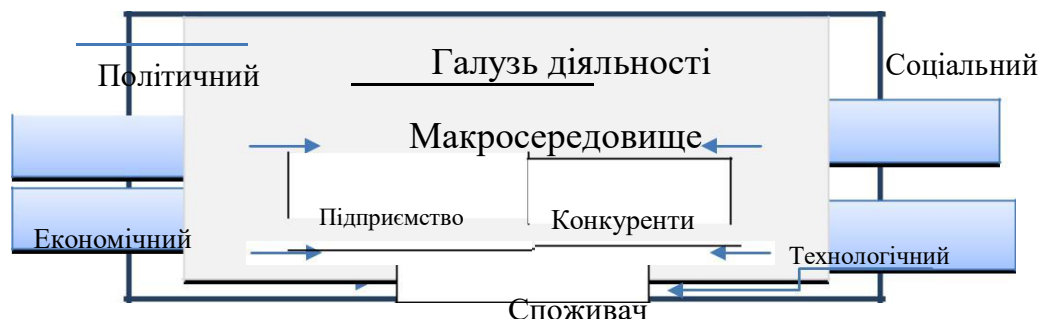 Галузь діяльності
Соціальний
Політичний
Макросередовище
Підприємство
Конкуренти
Економічний
Технологічний
Споживач